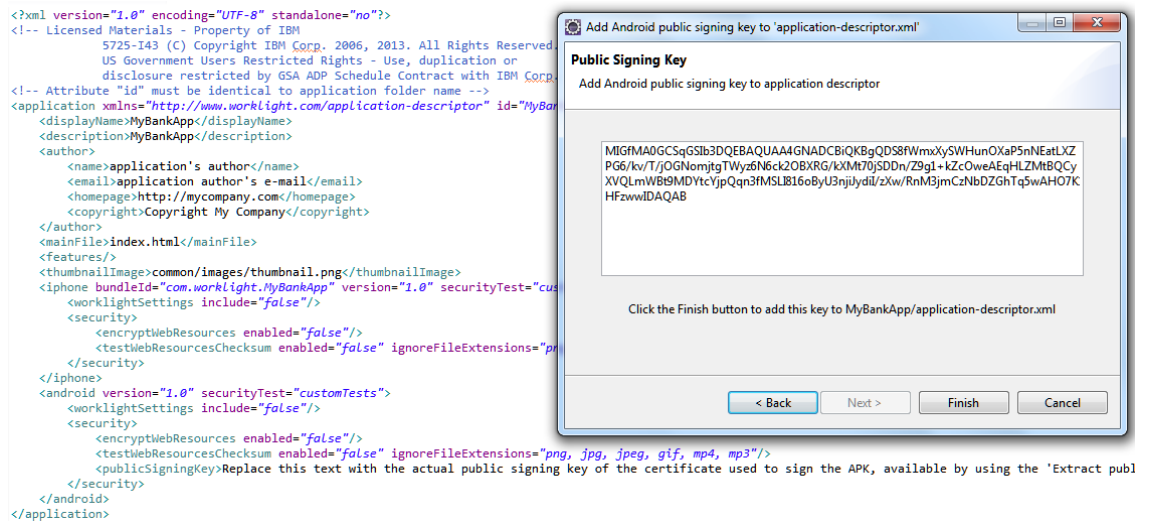 <?xml version="1.0" encoding="UTF-8" standalone="no"?>
<!-- Licensed Materials - Property of IBM
5725-I43 (C) Copyright IBM Corp. 2006, 2013. All Rights Reserved.
US Government Users Restricted Rights - Use, duplication or
disclosure restricted by GSA ADP Schedule Contract with IBM Corp.
<!-- Attribute "id" must be identical to application folder name -->
<application xmlns="http://www.worklight.com/application-descriptor" id="MyBan
<displayName>MyBankApp</displayName>
<description>MyBankApp</description>
<author>
<name>application's author</name>
<email>application author's e-mail</email>
<homepage>http://mycompany.com</homepage>
<copyright>Copyright My Company</copyright>
</author>
<mainFile>index.html</mainFile>
<features/>
<thumbnailImage>common/images/thumbnail.png</thumbnailImage>
<iphone bundleId="com.worklight.MyBankApp" version="1.0" securityTest="cus
<worklightSettings include="false"/>
<security>
<encryptWebResources enabled="false"/>
<testWebResourcesChecksum enabled="false" ignoreFileExtensions="pn
</security>
</iphone>
<android version="1.0" securityTest="customTests">
<worklightSettings include="false"/>
<security>
<encryptWebResources enabled="false"/>
<testWebResourcesChecksum enabled="false" ignoreFileExtensions="png, jpg, jpeg, gif, mp4, mp3"/>
<publicSigningKey>Replace this text with the actual public signing key of the certificate used to sign the APK, available by using the 'Extract publ
</security>
</android>
</application>
Add Android public signing key to 'application-descriptor.xml'
Public Signing Key
Add Android public signing key to application descriptor
MIGfMA0GCSqGSIb3DQEBAQUAA4GNADCBiQKBgQDS8fWmxXySWHunOXaP5nNEatLXZ
PG6/kv/T/jOGNomjtgTWyz6N6ck2OBXRG/kXMt70jSDDn/Z9g1+kZcOweAEqHLZMtBQCy
XVQLmWBt9MDYtcYjpQqn3fMSLI816oByU3njiJydiI/zXw/RnM3jmCzNbDZGhTq5wAHO7K
HFzwwIDAQAB
Click the Finish button to add this key to MyBankApp/application-descriptor.xml
< Back
Next >
Finish
Cancel